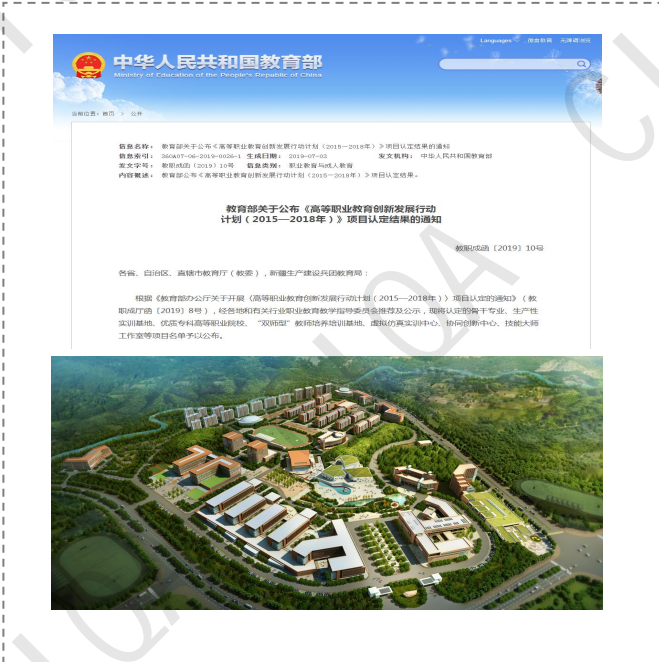 Languages 微言教育 无障碍浏览
中华人民共和国教育部
Ministry of Education of the People's Republic of China
当前位置：首页 > 公开
信息名称： 教育部关于公布《高等职业教育创新发展行动计划（2015—2018年）》项目认定结果的通知
信息索引： 360A07-06-2019-0026-1 生成日期： 2019-07-02 发文机构： 中华人民共和国教育部
发文字号： 教职成函〔2019〕10号 信息类别： 职业教育与成人教育
内容概述： 教育部公布《高等职业教育创新发展行动计划（2015—2018年）》项目认定结果。
教育部关于公布《高等职业教育创新发展行动
计划（2015—2018年）》项目认定结果的通知
教职成函〔2019〕10号
各省、自治区、直辖市教育厅（教委），新疆生产建设兵团教育局：
根据《教育部办公厅关于开展〈高等职业教育创新发展行动计划（2015—2018年）〉项目认定的通知》（教
职成厅函〔2019〕8号），经各地和有关行业职业教育教学指导委员会推荐及公示，现将认定的骨干专业、生产性
实训基地、优质专科高等职业院校、“双师型”教师培养培训基地、虚拟仿真实训中心、协同创新中心、技能大师
工作室等项目名单予以公布。